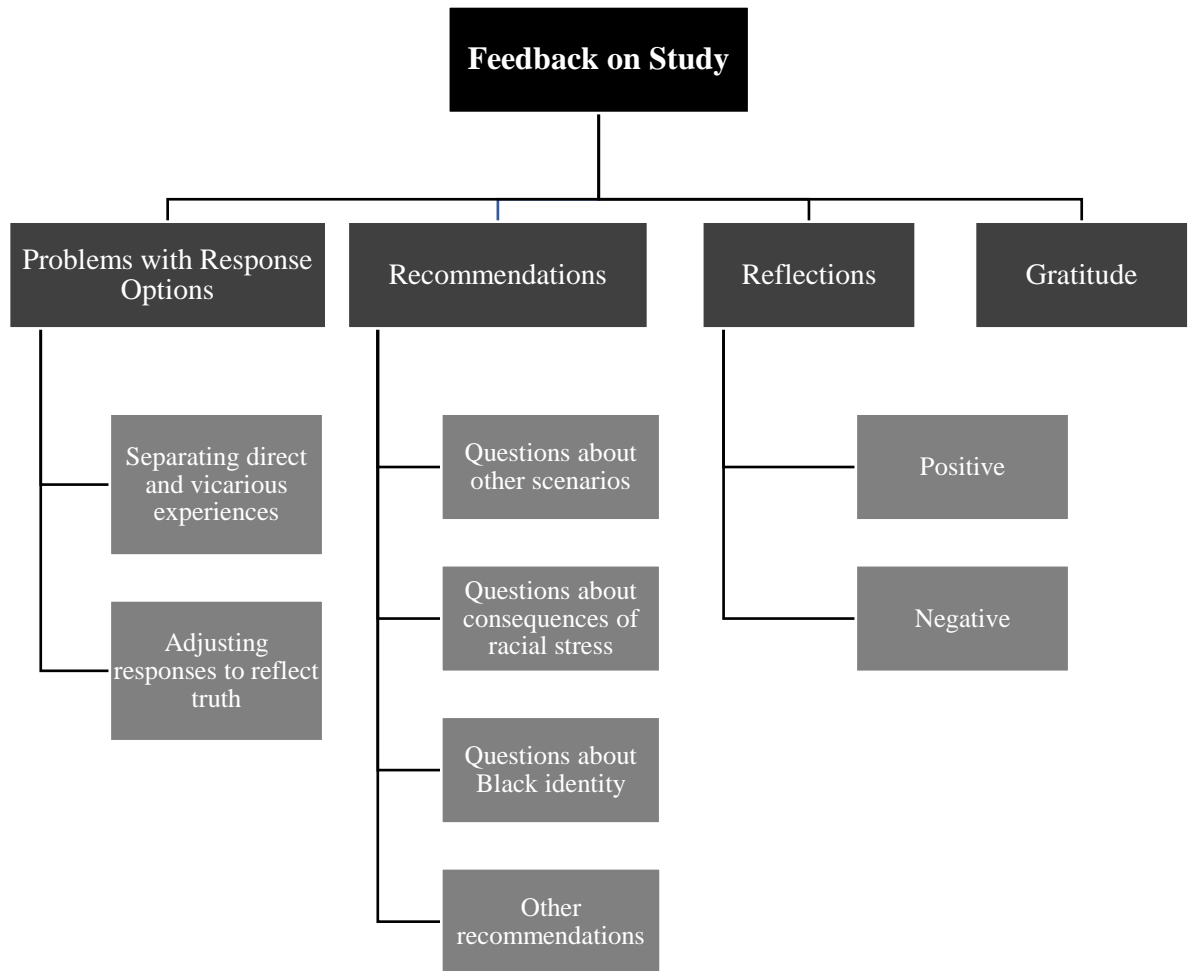 Feedback on Study
Problems with Response
Options
Recommendations
Reflections
Gratitude
Separating direct
and vicarious
experiences
Adjusting
responses to reflect
truth
Questions about
other scenarios
Questions about
consequences of
racial stress
Questions about
Black identity
Other
recommendations
Positive
Negative